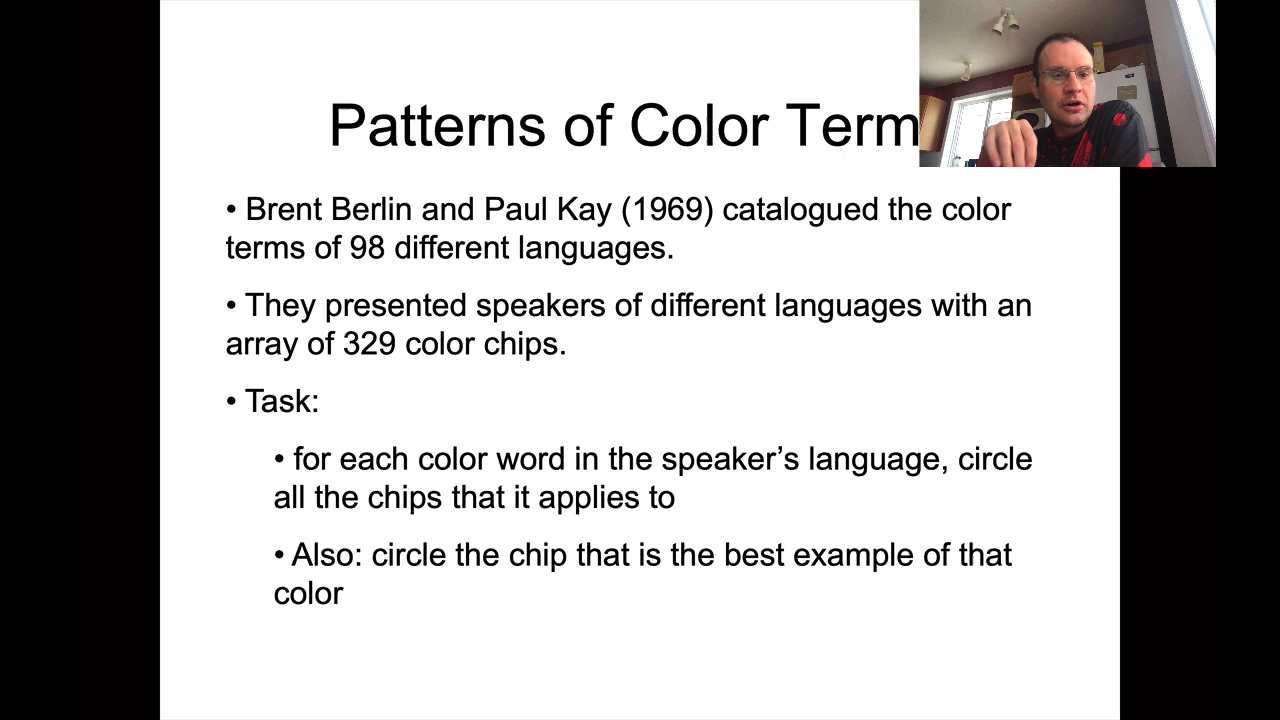 Patterns of Color Term
• Brent Berlin and Paul Kay (1969) catalogued the color
terms of 98 different languages.
• They presented speakers of different languages with an
array of 329 color chips.
• Task:
• for each color word in the speaker’s language, circle
all the chips that it applies to
• Also: circle the chip that is the best example of that
color